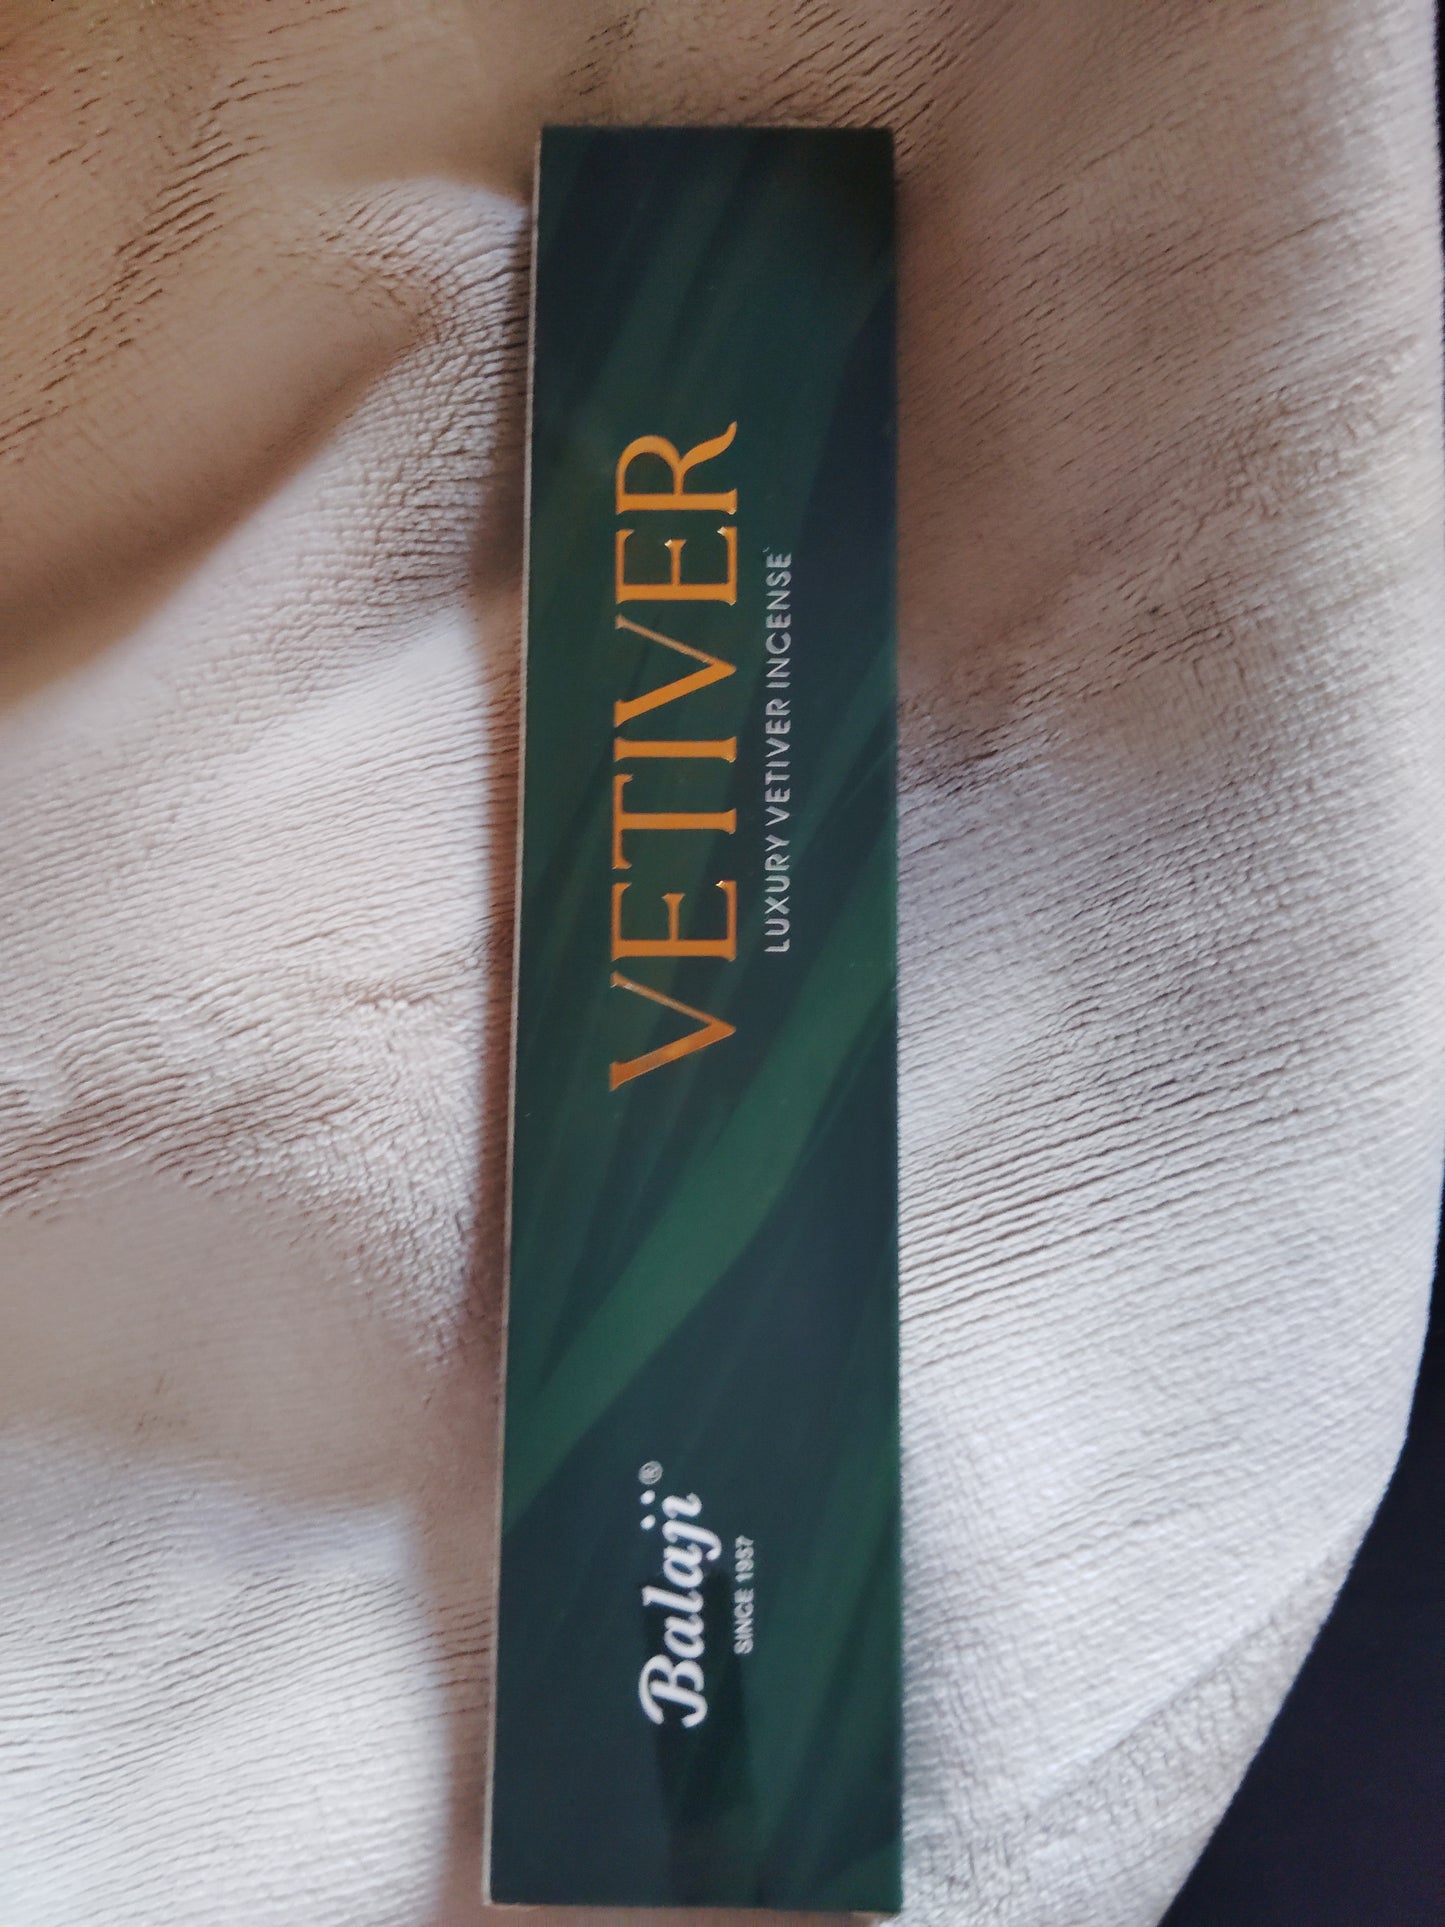 VETIVER
LUXURY VETIVER INCENSE
Balaji®
SINCE 1957